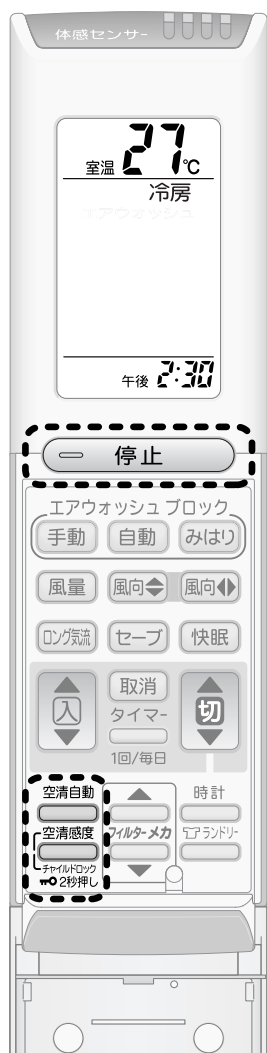 体感センサー
室温 27℃
冷房
エアウォッシュ
午後 2:30
停止
エアウォッシュ ブロック
手動 自動 みはり
風量 風向 風向
ロング気流 セーブ 快眠
入 取消 切
タイマー
1回/毎日
空清自動 時計
空清感度 フィルターメカ ランドリー
チャイルドロック
2秒押し